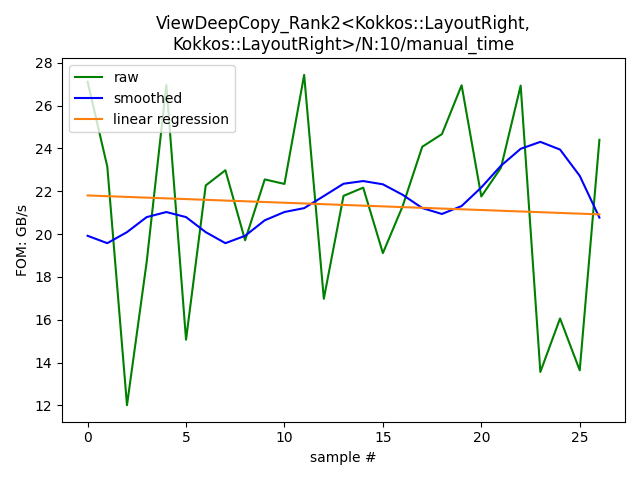 ViewDeepCopy_Rank2<Kokkos::LayoutRight,
Kokkos::LayoutRight>/N:10/manual_time
raw
smoothed
linear regression
FOM: GB/s
28
26
24
22
20
18
16
14
12
0
5
10
15
20
25
sample #